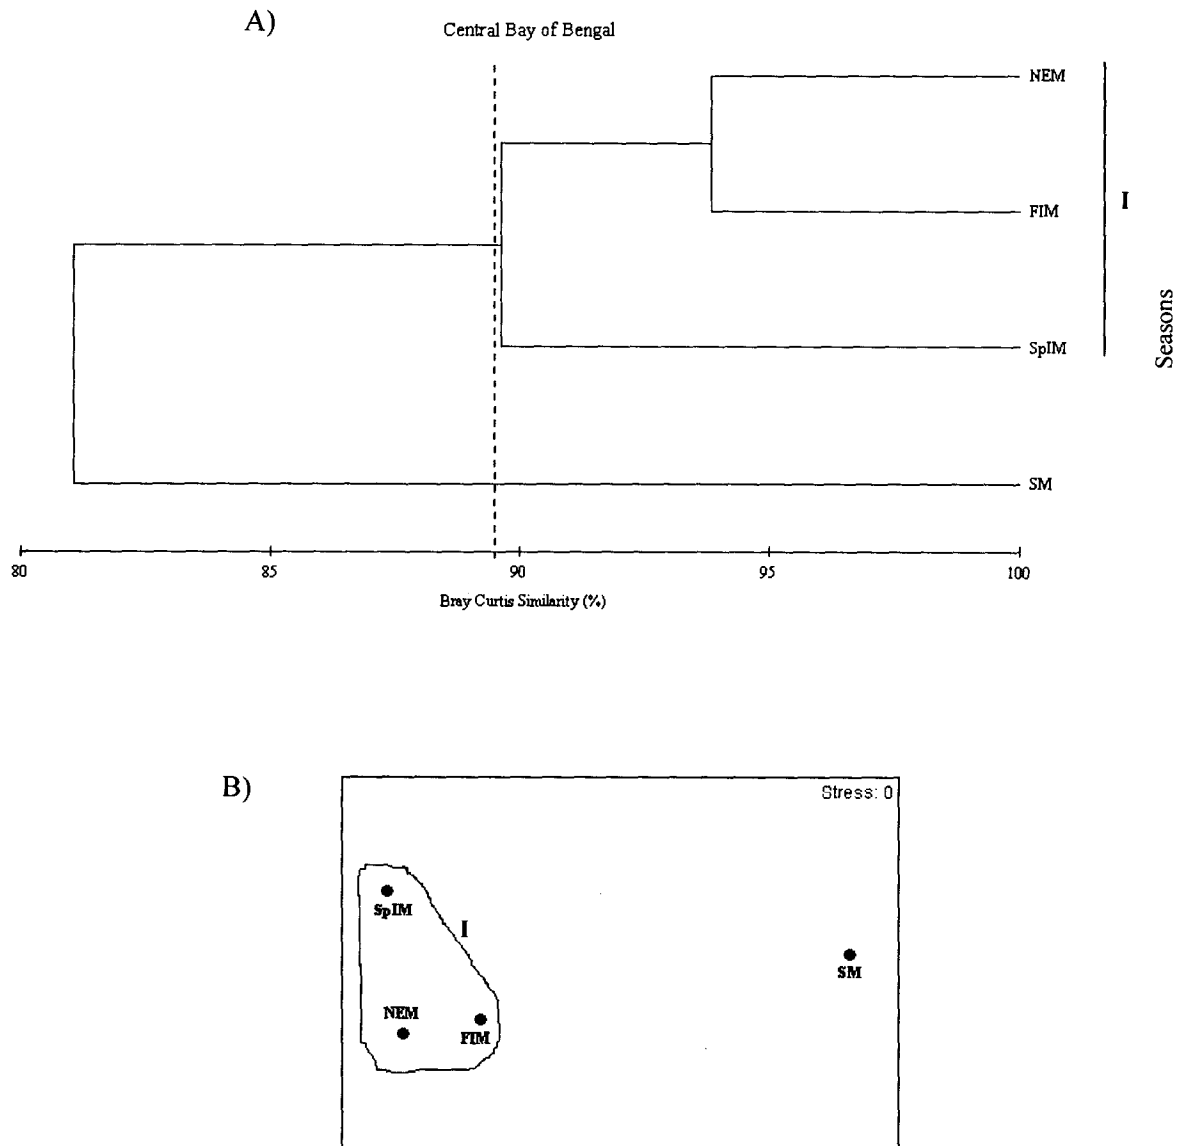 A)
Central Bay of Bengal
NEM
FIM
I
SpIM
Seasons
SM
80 85 90 95 100
Bray Curtis Similarity (%)
B)
Stress: 0
SpIM
I
SM
NEM
FIM